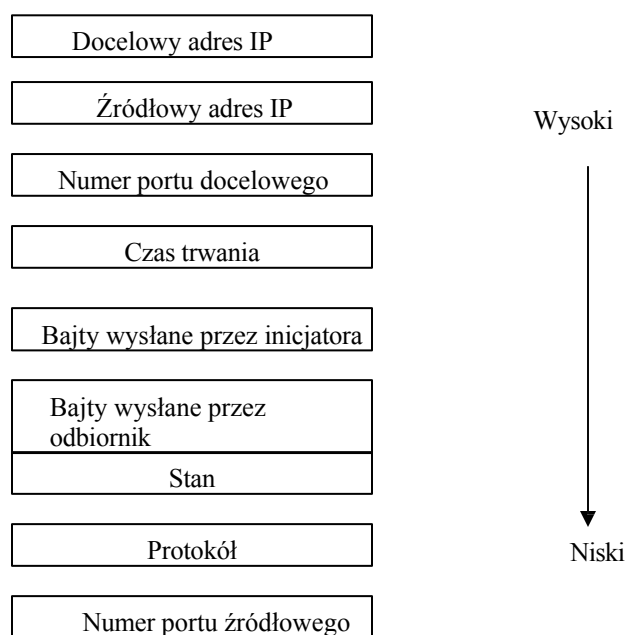 Docelowy adres IP
Źródłowy adres IP
Wysoki
Numer portu docelowego
Czas trwania
Bajty wysłane przez inicjatora
Bajty wysłane przez
odbiornik
Stan
Protokół
Niski
Numer portu źródłowego